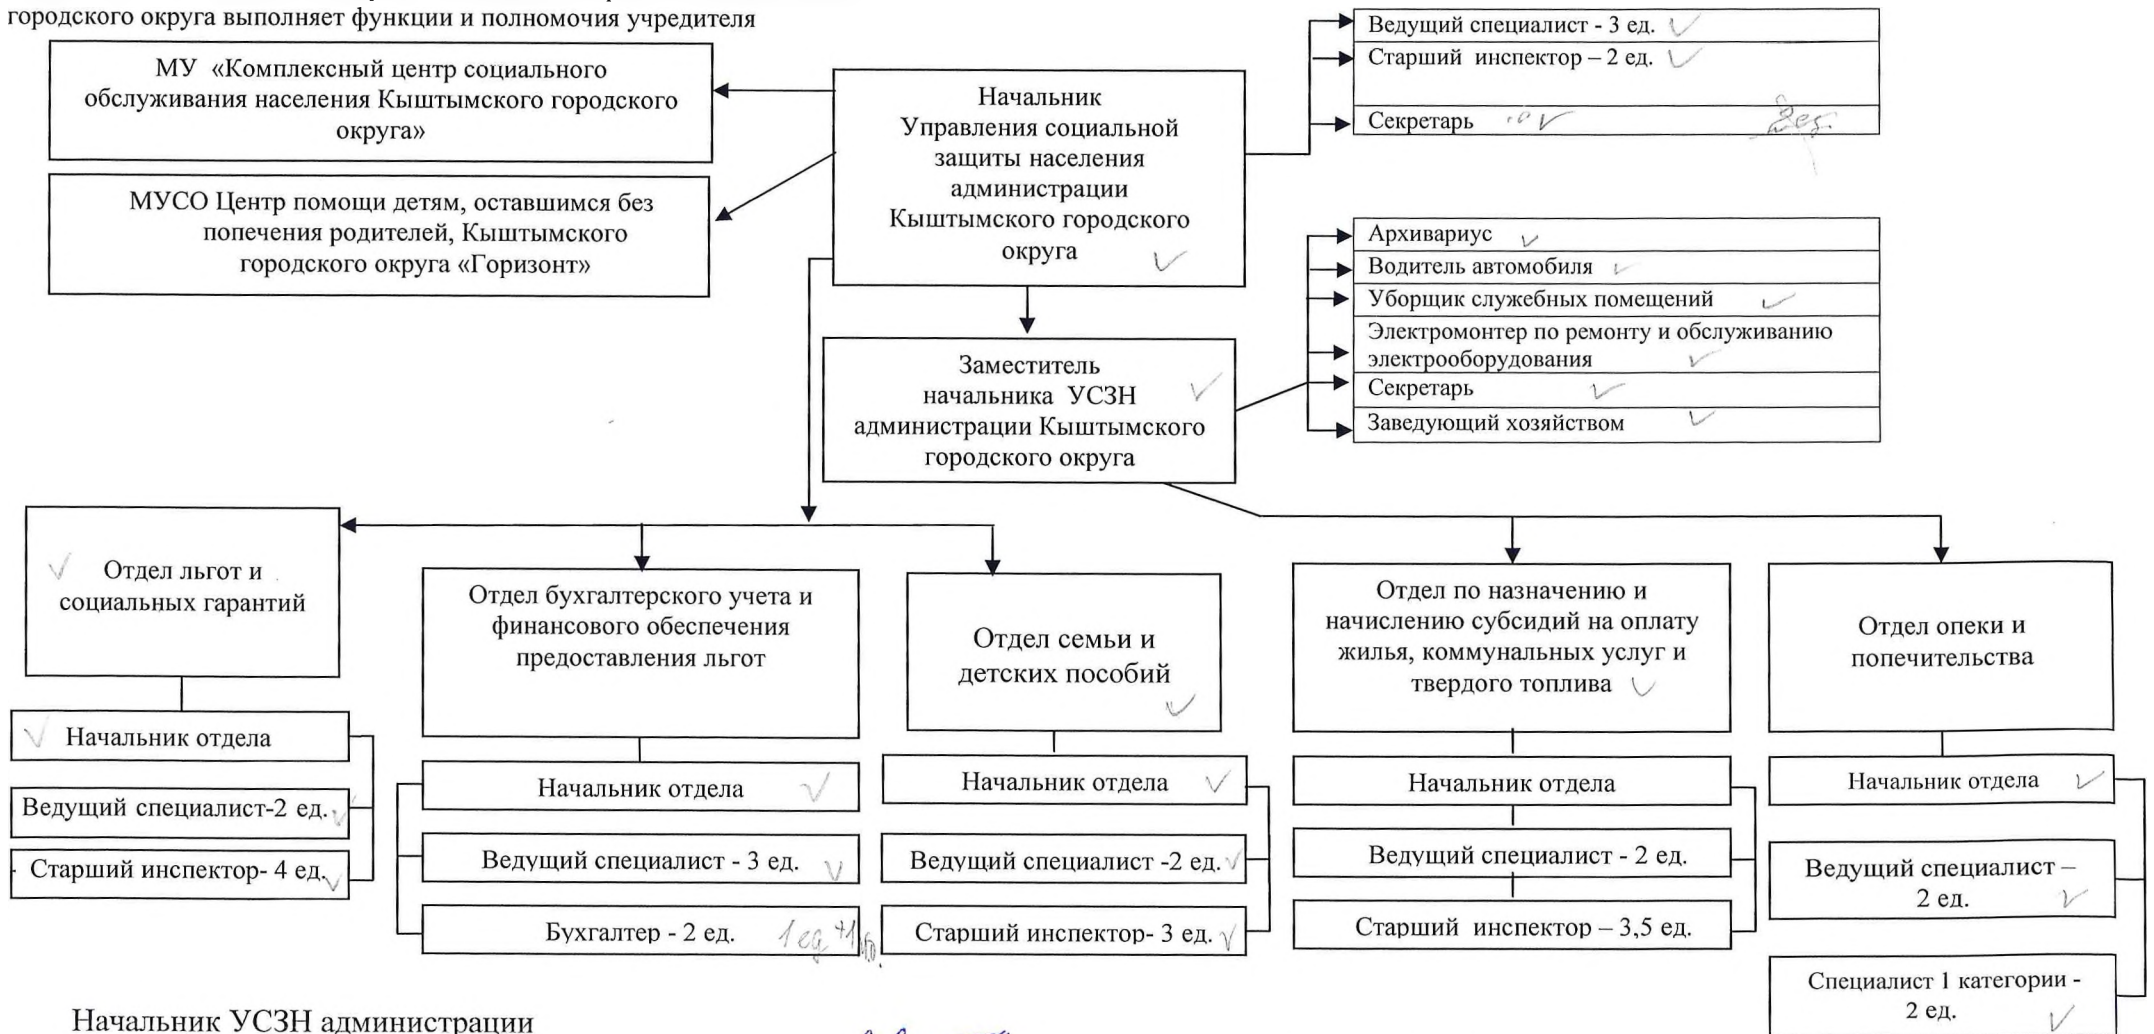 городского округа выполняет функции и полномочия учредителя
МУ «Комплексный центр социального
обслуживания населения Кыштымского городского
округа»
МУСО Центр помощи детям, оставшимся без
попечения родителей, Кыштымского
городского округа «Горизонт»
Начальник
Управления социальной
защиты населения
администрации
Кыштымского городского
округа
Ведущий специалист - 3 ед.
Старший инспектор – 2 ед.
Секретарь
Архивариус
Водитель автомобиля
Уборщик служебных помещений
Электромонтер по ремонту и обслуживанию
электрооборудования
Секретарь
Заведующий хозяйством
Заместитель
начальника УСЗН
администрации Кыштымского
городского округа
Отдел льгот и
социальных гарантий
Начальник отдела
Ведущий специалист-2 ед.
Старший инспектор- 4 ед.
Отдел бухгалтерского учета и
финансового обеспечения
предоставления льгот
Начальник отдела
Ведущий специалист - 3 ед.
Бухгалтер - 2 ед. 1 ед +1
Отдел семьи и
детских пособий
Начальник отдела
Ведущий специалист -2 ед.
Старший инспектор- 3 ед.
Отдел по назначению и
начислению субсидий на оплату
жилья, коммунальных услуг и
твердого топлива
Начальник отдела
Ведущий специалист - 2 ед.
Старший инспектор – 3,5 ед.
Отдел опеки и
попечительства
Начальник отдела
Ведущий специалист –
2 ед.
Специалист 1 категории -
2 ед.
Начальник УСЗН администрации